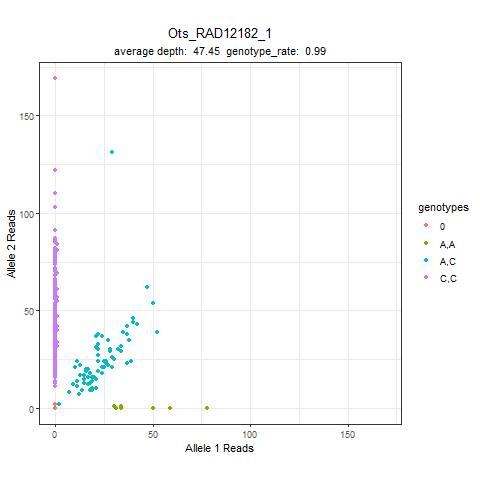 Ots_RAD12182_1
average depth: 47.45 genotype_rate: 0.99
150
100
50
0
Allele 2 Reads
0 50 100 150
Allele 1 Reads
genotypes
0
A,A
A,C
C,C